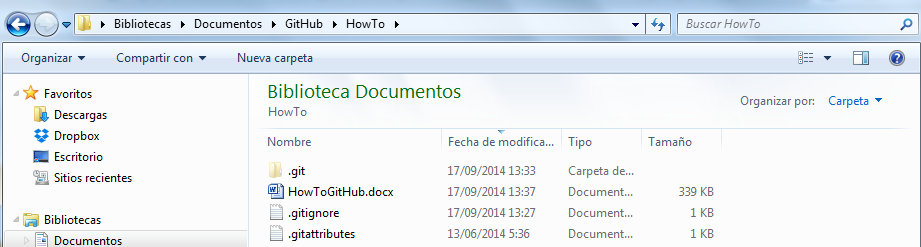 Bibliotecas Documentos GitHub HowTo Buscar HowTo
Organizar Compartir con Nueva carpeta
Favoritos
Descargas
Dropbox
Escritorio
Sitios recientes
Bibliotecas
Documentos
Biblioteca Documentos
HowTo
Organizar por: Carpeta
Nombre Fecha de modifica... Tipo Tamaño
.git 17/09/2014 13:33 Carpeta de...
HowToGitHub.docx 17/09/2014 13:37 Document... 339 KB
.gitignore 17/09/2014 13:27 Document... 1 KB
.gitattributes 13/06/2014 5:36 Document... 1 KB